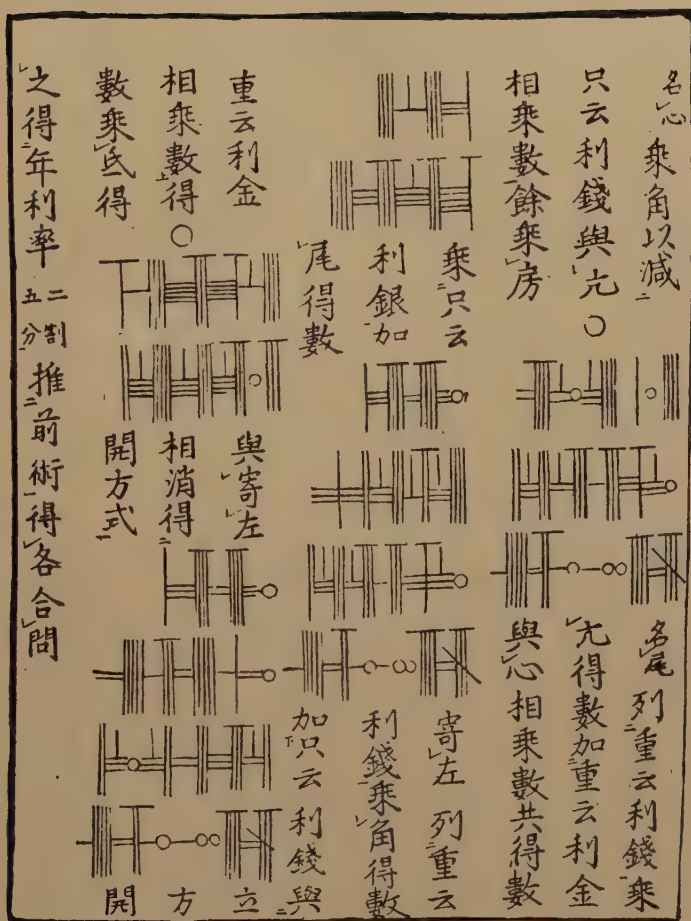 名心 乘角以減
只云利錢與亢
相乘數餘乘房
名尾 列重云利錢乘
亢得數加重云利金
與心相乘數共得數
乘只云
利銀加
尾得數
寄左 列重云
利錢乘角得數
加只云利錢與
重云利金
相乘數得〇
數乘氐得
與寄左
相消得
開方式
立
方
開
之得年利率 二割五分 推前術得各合問